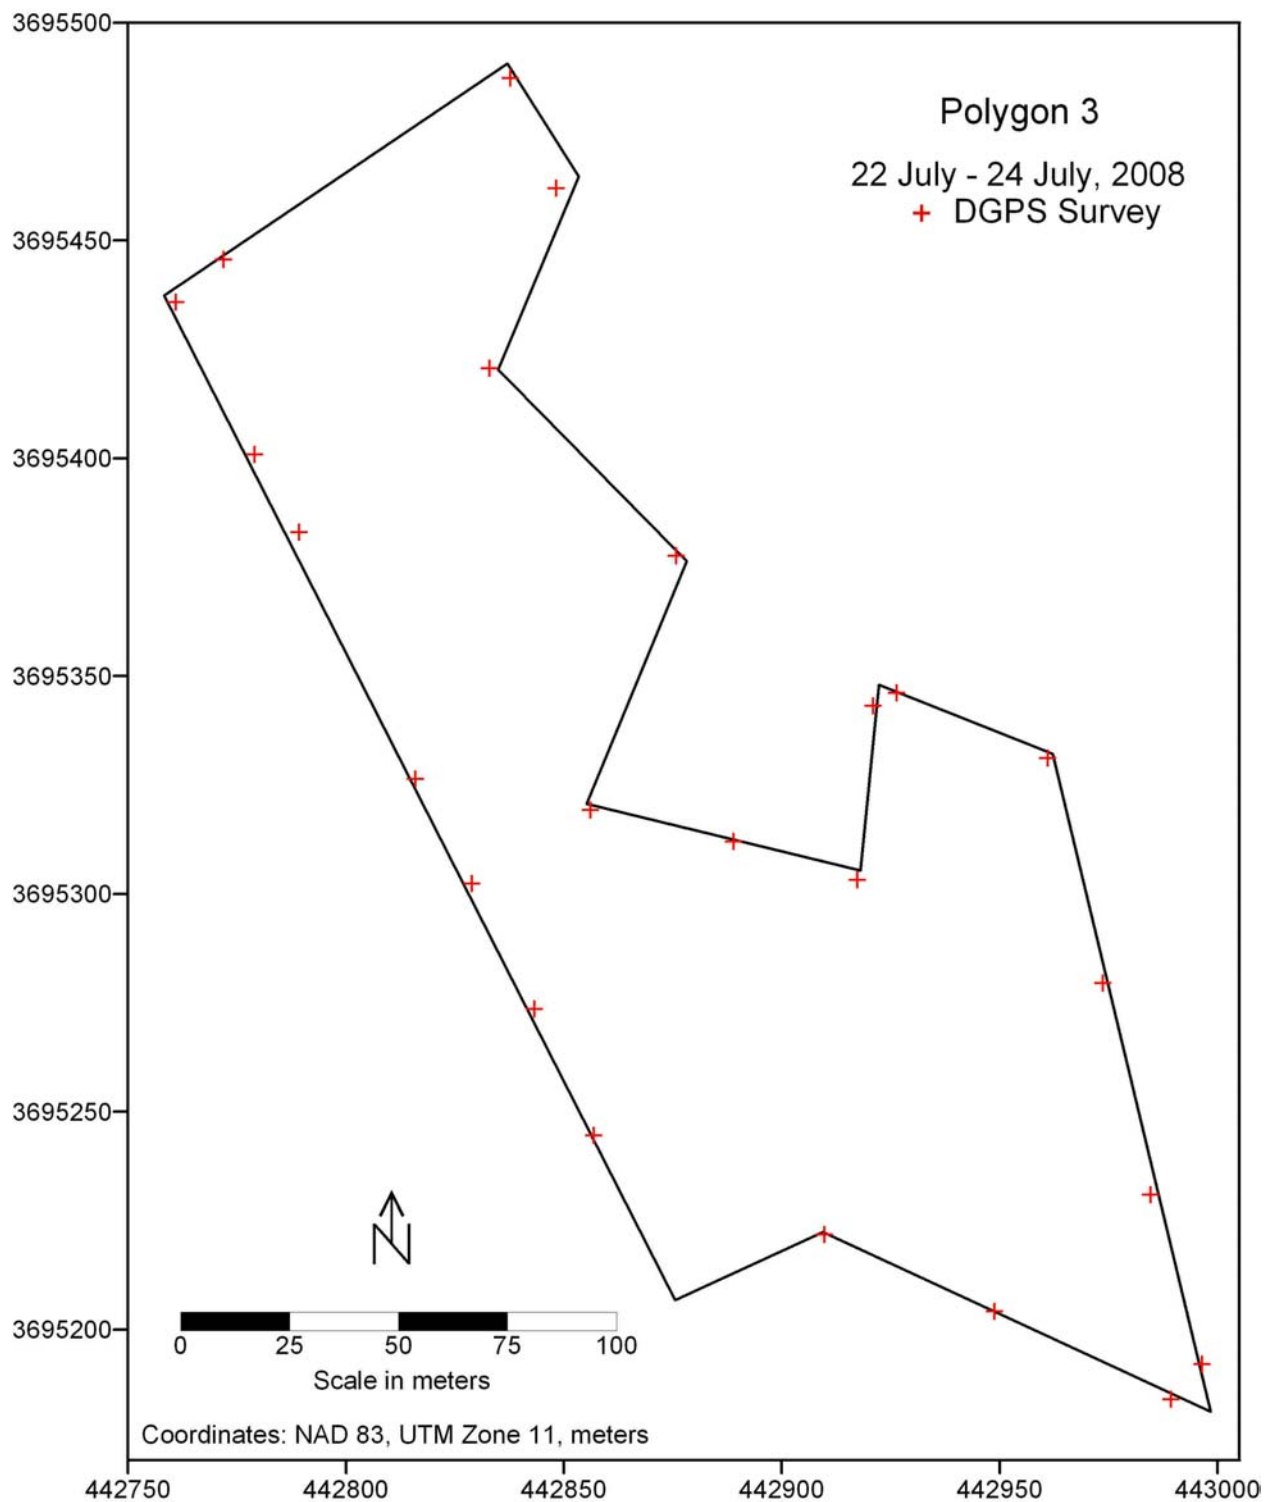 3695500
Polygon 3
22 July - 24 July, 2008
DGPS Survey
3695450
3695400
3695350
3695300
3695250
N
3695200
0 25 50 75 100
Scale in meters
Coordinates: NAD 83, UTM Zone 11, meters
442750 442800 442850 442900 442950 443000